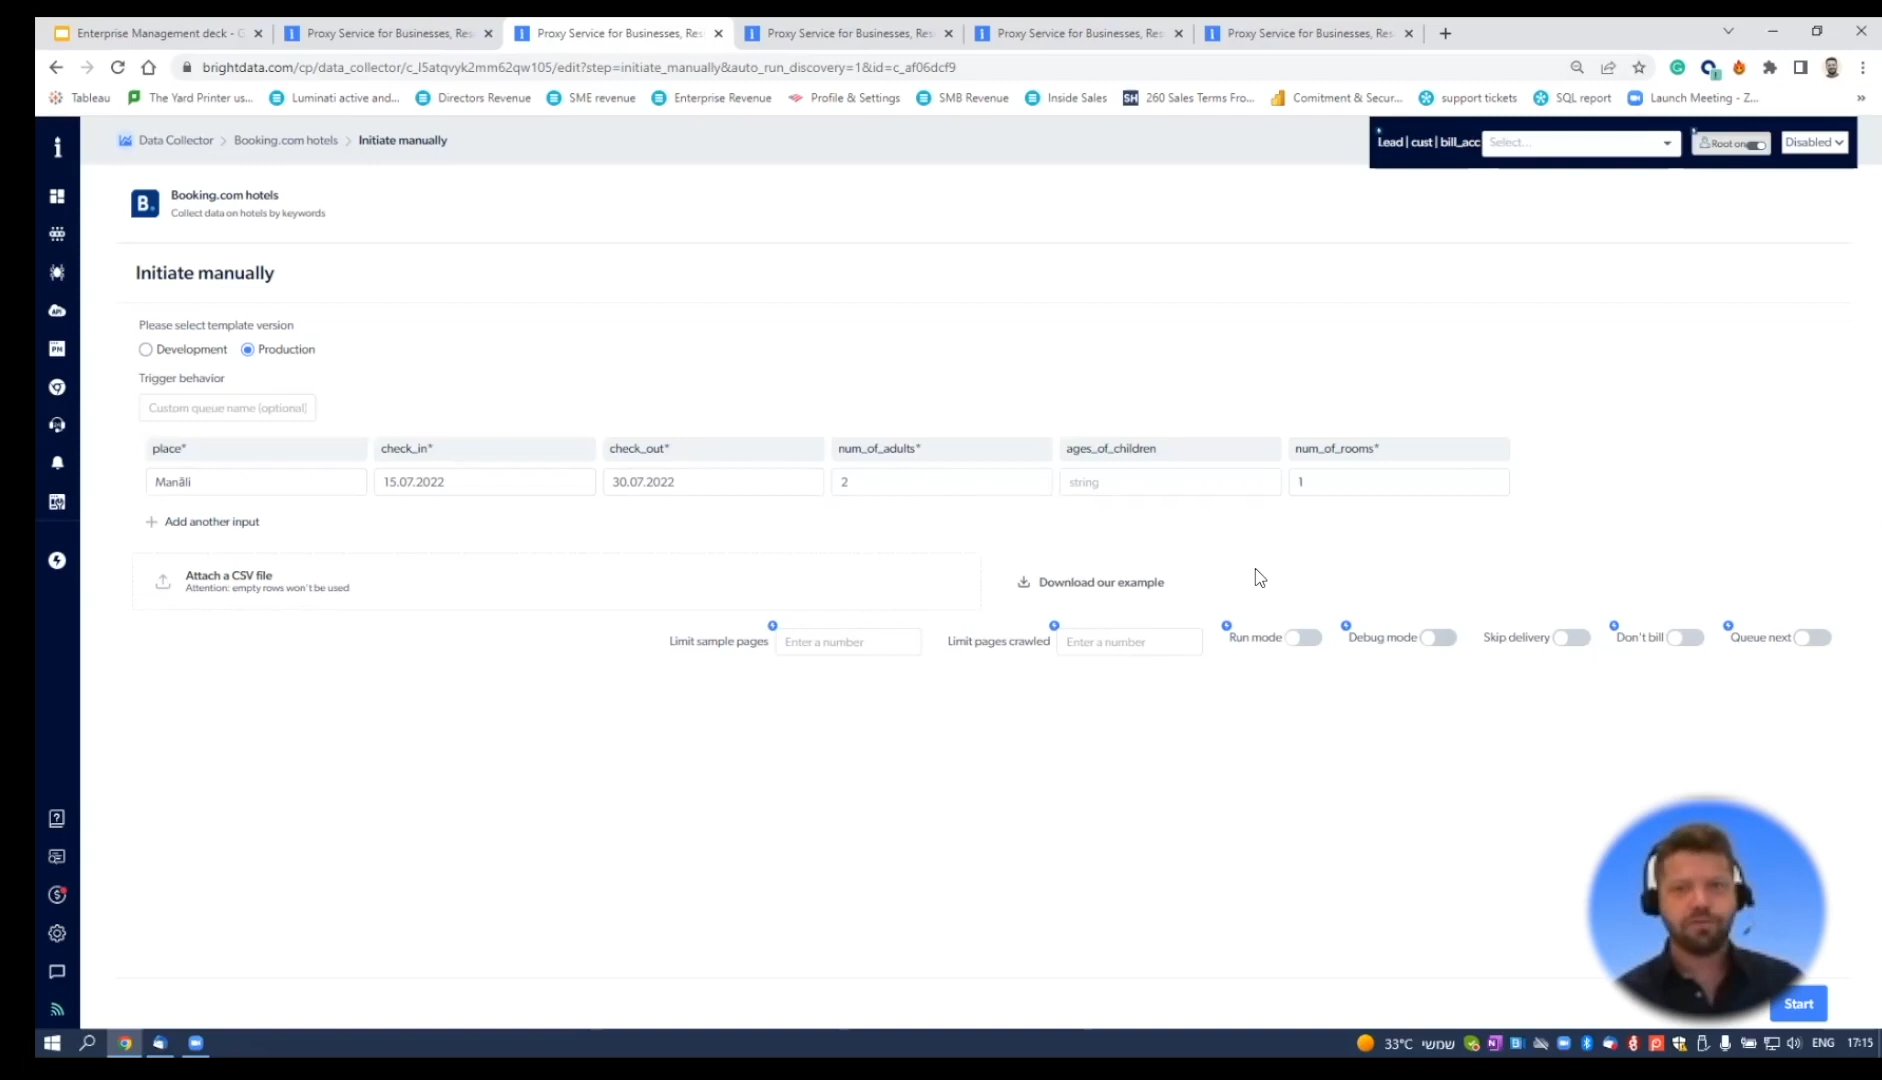 Enterprise Management deck - G
Proxy Service for Businesses, Res
Proxy Service for Businesses, Res
Proxy Service for Businesses, Res
Proxy Service for Businesses, Res
Proxy Service for Businesses, Res
brightdata.com/cp/data_collector/c_l5atqvyk2mm62qw105/edit?step=initiate_manually&auto_run_discovery=1&id=c_af06dcf9
Tableau
The Yard Printer us...
Luminati active and...
Directors Revenue
SME revenue
Enterprise Revenue
Profile & Settings
SMB Revenue
Inside Sales
SH 260 Sales Terms Fro...
Comitment & Secur...
support tickets
SQL report
Launch Meeting - Z...
»
Data Collector > Booking.com hotels > Initiate manually
Lead | cust | bill_acc
Select...
Root on
Disabled
API
PM
B.
Booking.com hotels
Collect data on hotels by keywords
Initiate manually
Please select template version
Development
Production
Trigger behavior
Custom queue name (optional)
place* check_in* check_out* num_of_adults* ages_of_children num_of_rooms*
Manāli 15.07.2022 30.07.2022 2 string 1
+ Add another input
Attach a CSV file
Attention: empty rows won't be used
Download our example
Limit sample pages
Enter a number
Limit pages crawled
Enter a number
Run mode
Debug mode
Skip delivery
Don't bill
Queue next
Start
33°C שמשי
ENG
17:15